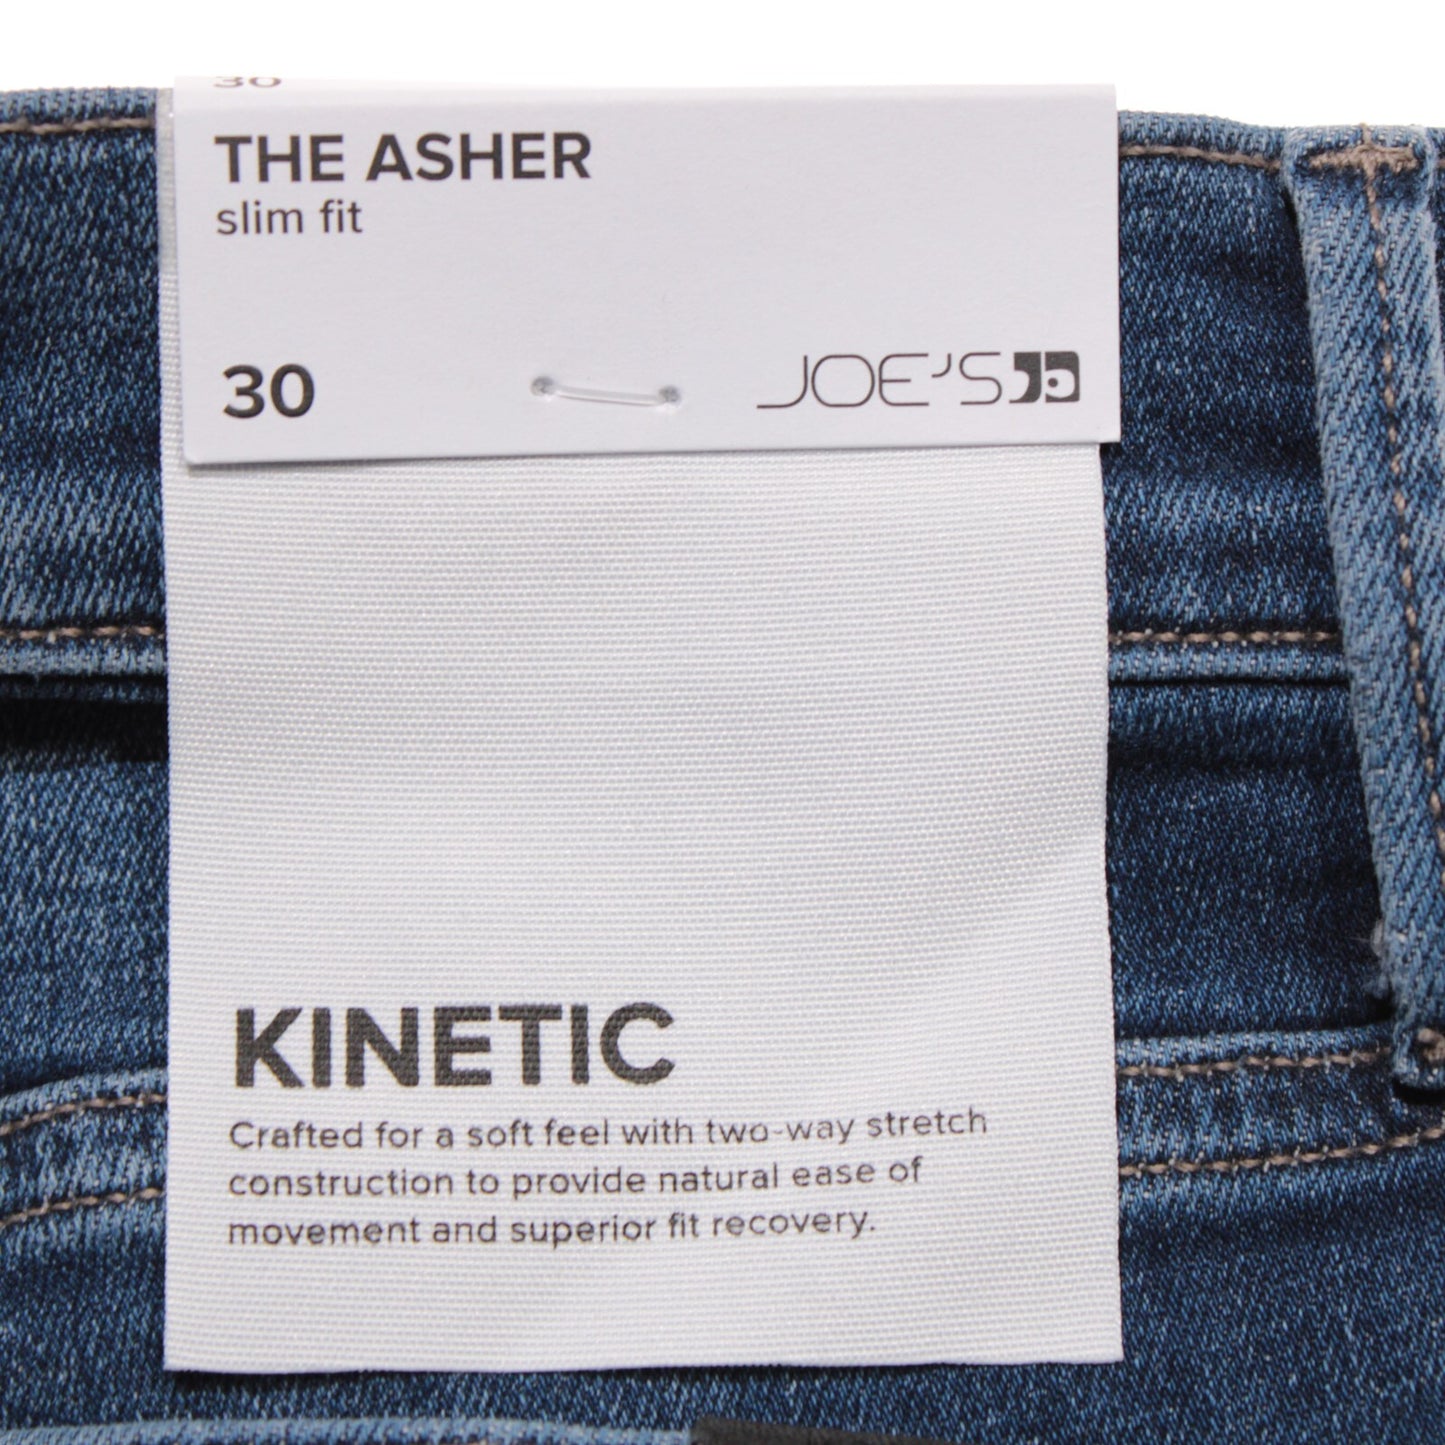 30
THE ASHER
slim fit
30
JOE'S
KINETIC
Crafted for a soft feel with two-way stretch
construction to provide natural ease of
movement and superior fit recovery.